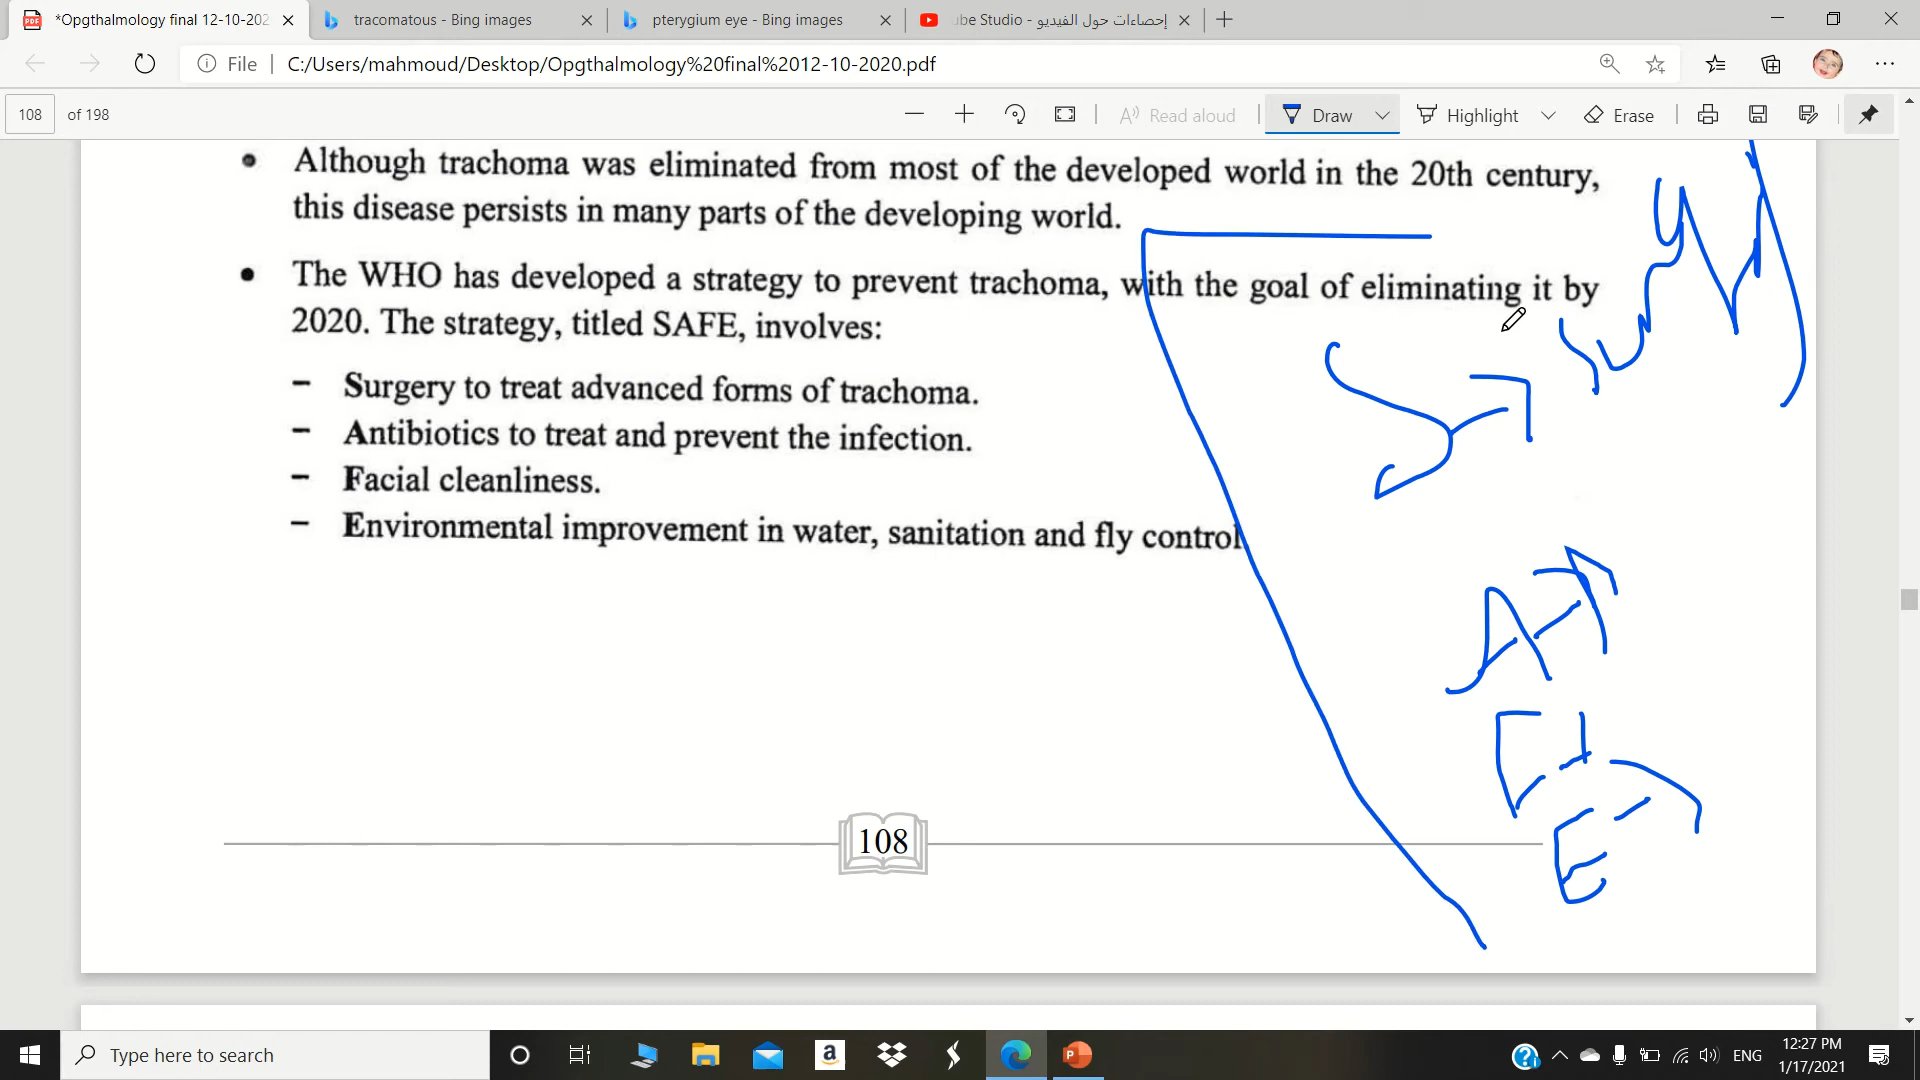 *Opgthalmology final 12-10-202
tracomatous - Bing images
pterygium eye - Bing images
إحصاءات حول الفيديو - ube Studio
File
C:/Users/mahmoud/Desktop/Opgthalmology%20final%2012-10-2020.pdf
108 of 198
Read aloud
Draw
Highlight
Erase
• Although trachoma was eliminated from most of the developed world in the 20th century,
this disease persists in many parts of the developing world.
• The WHO has developed a strategy to prevent trachoma, with the goal of eliminating it by
2020. The strategy, titled SAFE, involves:
– Surgery to treat advanced forms of trachoma.
– Antibiotics to treat and prevent the infection.
– Facial cleanliness.
– Environmental improvement in water, sanitation and fly control
S
A
E
108
Type here to search
ENG
12:27 PM
1/17/2021